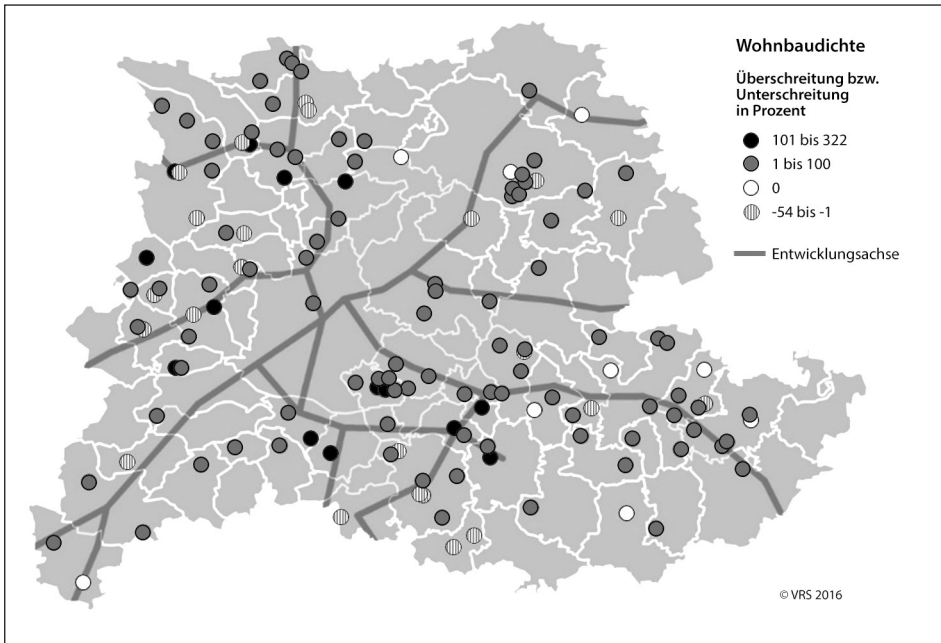 Wohnbaudichte
Überschreitung bzw.
Unterschreitung
in Prozent
101 bis 322
1 bis 100
0
-54 bis -1
Entwicklungsachse
© VRS 2016